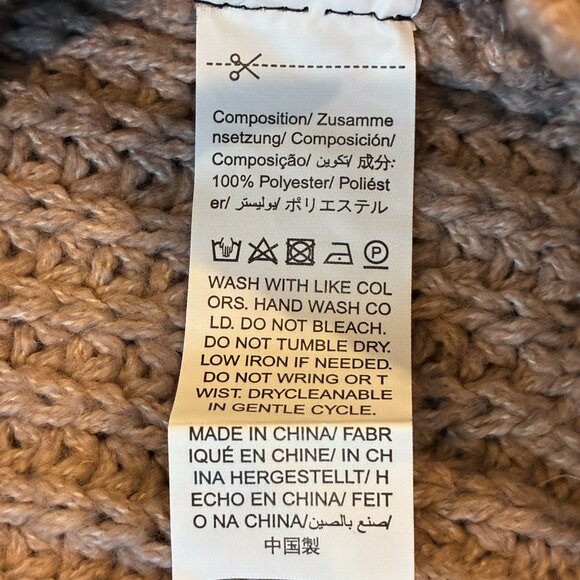 Composition/ Zusamme
nsetzung/ Composición/
Composição/ تكوين/ 成分:
100% Polyester/ Poliést
er/ بوليستر/ ポリエステル
P
WASH WITH LIKE COL
ORS. HAND WASH CO
LD. DO NOT BLEACH.
DO NOT TUMBLE DRY.
LOW IRON IF NEEDED.
DO NOT WRING OR T
WIST. DRYCLEANABLE
IN GENTLE CYCLE.
MADE IN CHINA/ FABR
IQUÉ EN CHINE/ IN CH
INA HERGESTELLT/ H
ECHO EN CHINA/ FEIT
O NA CHINA/صنع بالصين/
中国製